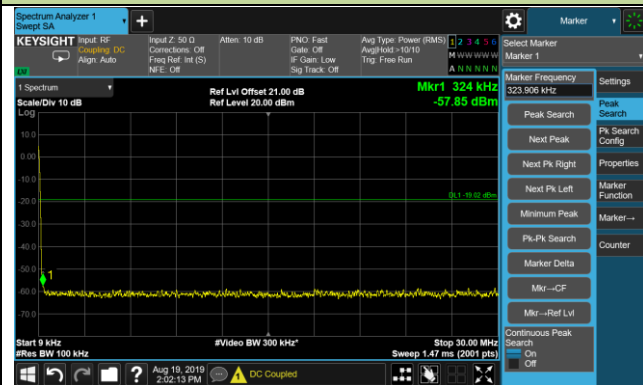 Spectrum Analyzer 1
Swept SA
+
Marker
KEYSIGHT
Input: RF
Coupling: DC
Align: Auto
Input Z: 50 Ω
Corrections: Off
Freq Ref: Int (S)
NFE: Off
Atten: 10 dB
PNO: Fast
Gate: Off
IF Gain: Low
Sig Track: Off
Avg Type: Power (RMS)
Avg|Hold:>10/10
Trig: Free Run
1 2 3 4 5 6
M W W W W W
A N N N N N
Select Marker
Marker 1
1 Spectrum
Scale/Div 10 dB
Log
Ref Lvl Offset 21.00 dB
Ref Level 20.00 dBm
Mkr1 324 kHz
-57.85 dBm
10.0
0.00
-10.0
-20.0
-30.0
-40.0
-50.0
-60.0
-70.0
DL1 -19.02 dBm
1
Start 9 kHz
#Res BW 100 kHz
#Video BW 300 kHz*
Stop 30.00 MHz
Sweep 1.47 ms (2001 pts)
Marker Frequency
323.906 kHz
Peak Search
Next Peak
Next Pk Right
Next Pk Left
Minimum Peak
Pk-Pk Search
Marker Delta
Mkr→CF
Mkr→Ref Lvl
Continuous Peak
Search
On
Off
Settings
Peak
Search
Pk Search
Config
Properties
Marker
Function
Marker→
Counter
?
Aug 19, 2019
2:02:13 PM
DC Coupled